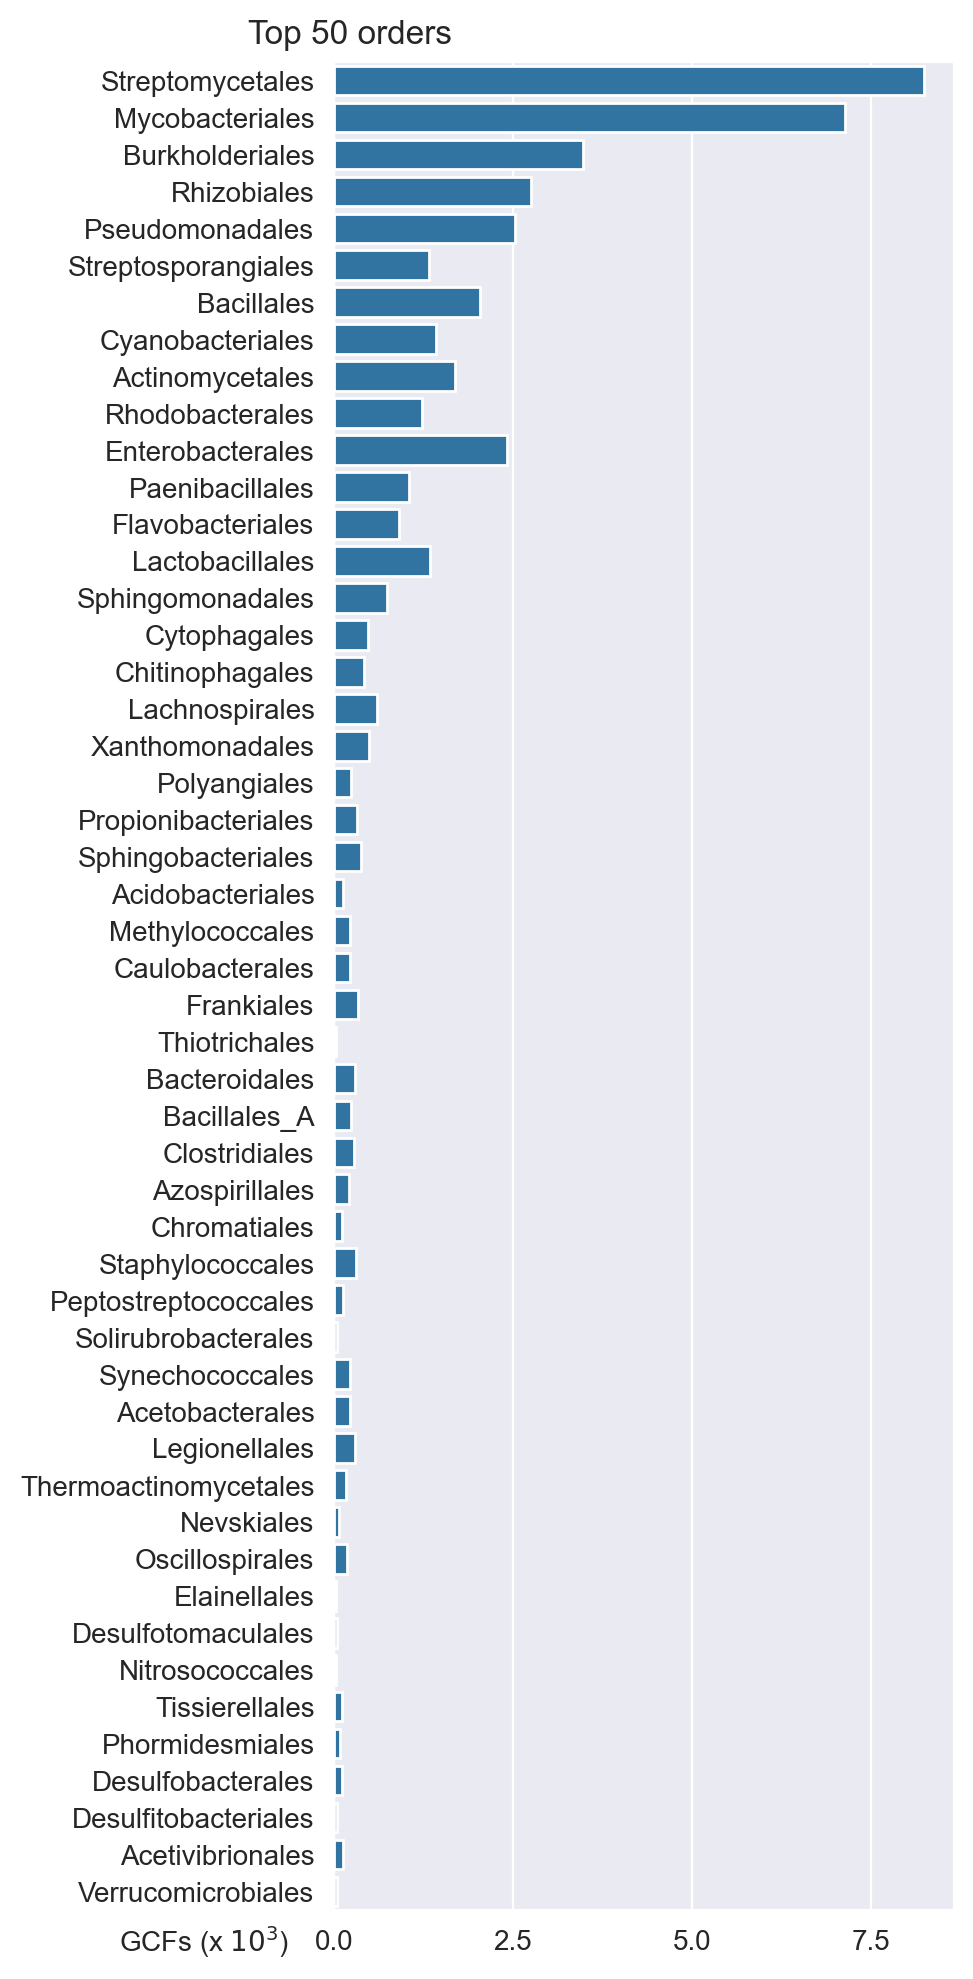 Top 50 orders
Streptomycetales
Mycobacteriales
Burkholderiales
Rhizobiales
Pseudomonadales
Streptosporangiales
Bacillales
Cyanobacteriales
Actinomycetales
Rhodobacterales
Enterobacterales
Paenibacillales
Flavobacteriales
Lactobacillales
Sphingomonadales
Cytophagales
Chitinophagales
Lachnospirales
Xanthomonadales
Polyangiales
Propionibacteriales
Sphingobacteriales
Acidobacteriales
Methylococcales
Caulobacterales
Frankiales
Thiotrichales
Bacteroidales
Bacillales_A
Clostridiales
Azospirillales
Chromatiales
Staphylococcales
Peptostreptococcales
Solirubrobacterales
Synechococcales
Acetobacterales
Legionellales
Thermoactinomycetales
Nevskiales
Oscillospirales
Elainellales
Desulfotomaculales
Nitrosococcales
Tissierellales
Phormidesmiales
Desulfobacterales
Desulfitobacteriales
Acetivibrionales
Verrucomicrobiales
GCFs (x 10³) 0.0 2.5 5.0 7.5